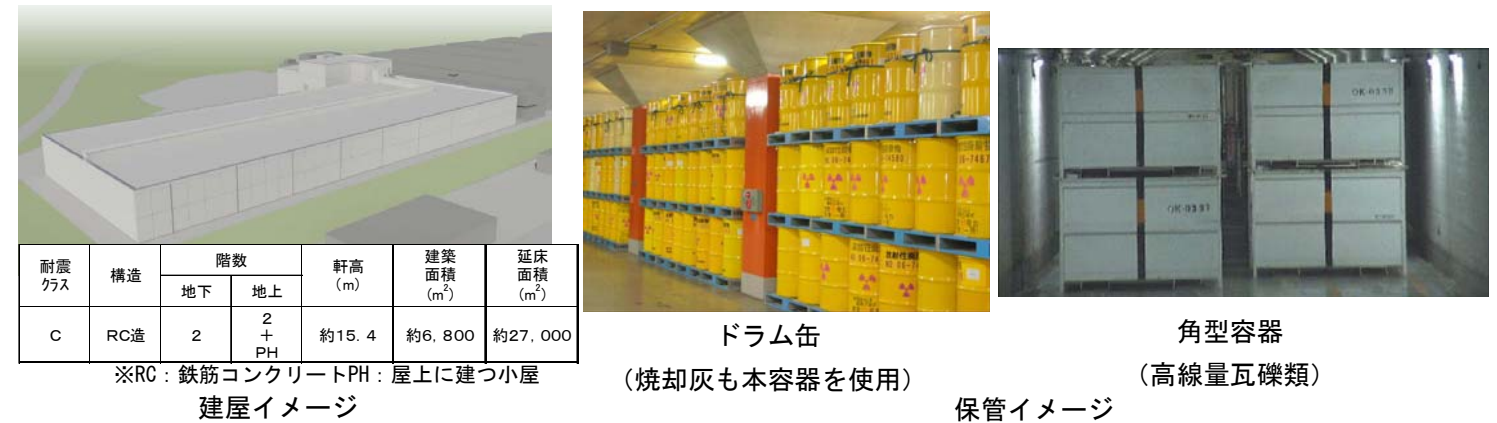 耐震
クラス
構造
階数
軒高
（m）
建築
面積
（m²）
延床
面積
（m²）
地下
地上
C
RC造
2
2
＋
PH
約15．4
約6，800
約27，000
※RC：鉄筋コンクリートPH：屋上に建つ小屋
建屋イメージ
ドラム缶
（焼却灰も本容器を使用）
OK-0331
角型容器
（高線量瓦礫類）
保管イメージ